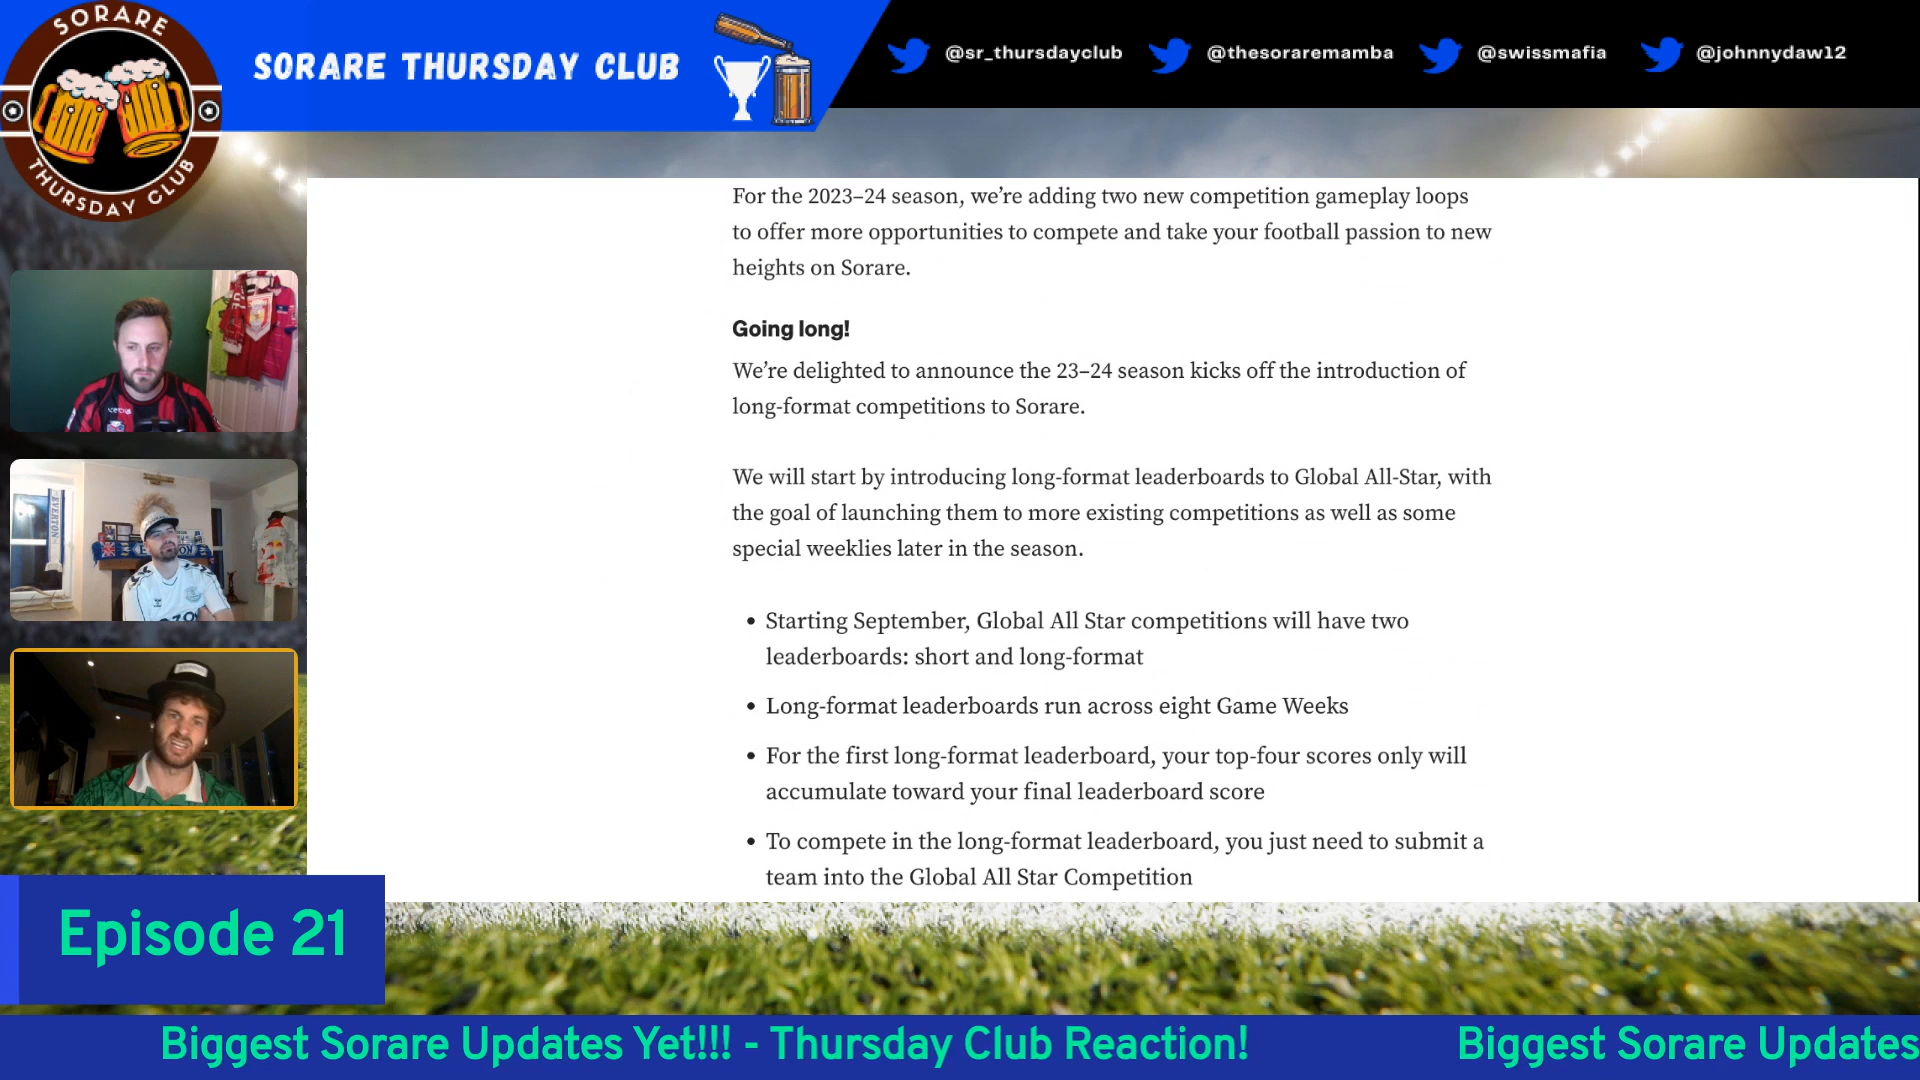 SORARE
THURSDAY CLUB
SORARE THURSDAY CLUB
@sr_thursdayclub
@thesoraremamba
@swissmafia
@johnnydaw12
For the 2023–24 season, we’re adding two new competition gameplay loops
to offer more opportunities to compete and take your football passion to new
heights on Sorare.
Going long!
We’re delighted to announce the 23–24 season kicks off the introduction of
long-format competitions to Sorare.
We will start by introducing long-format leaderboards to Global All-Star, with
the goal of launching them to more existing competitions as well as some
special weeklies later in the season.
• Starting September, Global All Star competitions will have two
leaderboards: short and long-format
• Long-format leaderboards run across eight Game Weeks
• For the first long-format leaderboard, your top-four scores only will
accumulate toward your final leaderboard score
• To compete in the long-format leaderboard, you just need to submit a
team into the Global All Star Competition
EVERTON
Episode 21
Biggest Sorare Updates Yet!!! - Thursday Club Reaction!
Biggest Sorare Updates